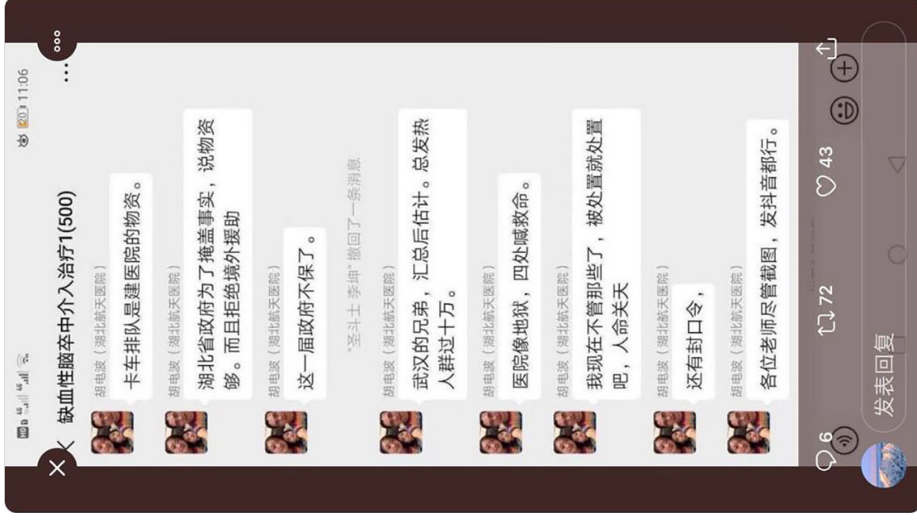 11:06
缺血性脑卒中介入治疗1(500)
胡电波（湖北航天医院）
卡车排队是建医院的物资。
胡电波（湖北航天医院）
湖北省政府为了掩盖事实，说物资
够。而且拒绝境外援助
胡电波（湖北航天医院）
这一届政府不保了。
"圣斗士 李坤" 撤回了一条消息
胡电波（湖北航天医院）
武汉的兄弟，汇总后估计。总发热
人群过十万。
胡电波（湖北航天医院）
医院像地狱，四处喊救命。
胡电波（湖北航天医院）
我现在不管那些了，被处置就处置
吧，人命关天
胡电波（湖北航天医院）
还有封口令，
胡电波（湖北航天医院）
各位老师尽管截图，发抖音都行。
6
72
43
发表回复